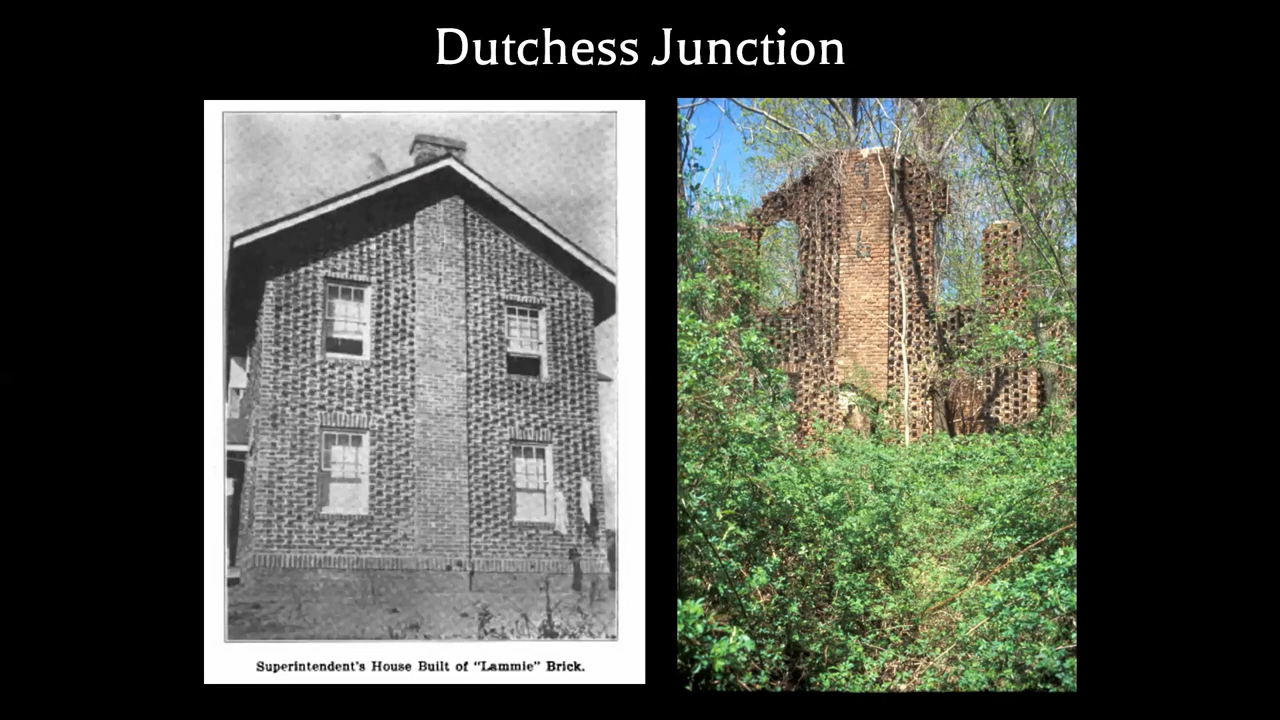 Dutchess Junction
Superintendent's House Built of "Lammie" Brick.